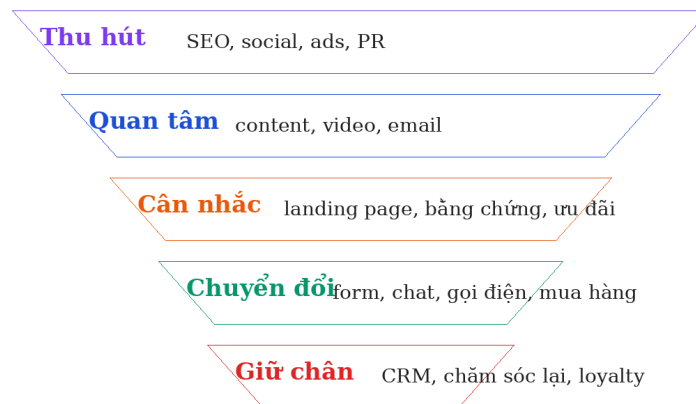 Thu hút SEO, social, ads, PR
Quan tâm content, video, email
Cân nhắc landing page, bằng chứng, ưu đãi
Chuyển đổi form, chat, gọi điện, mua hàng
Giữ chân CRM, chăm sóc lại, loyalty